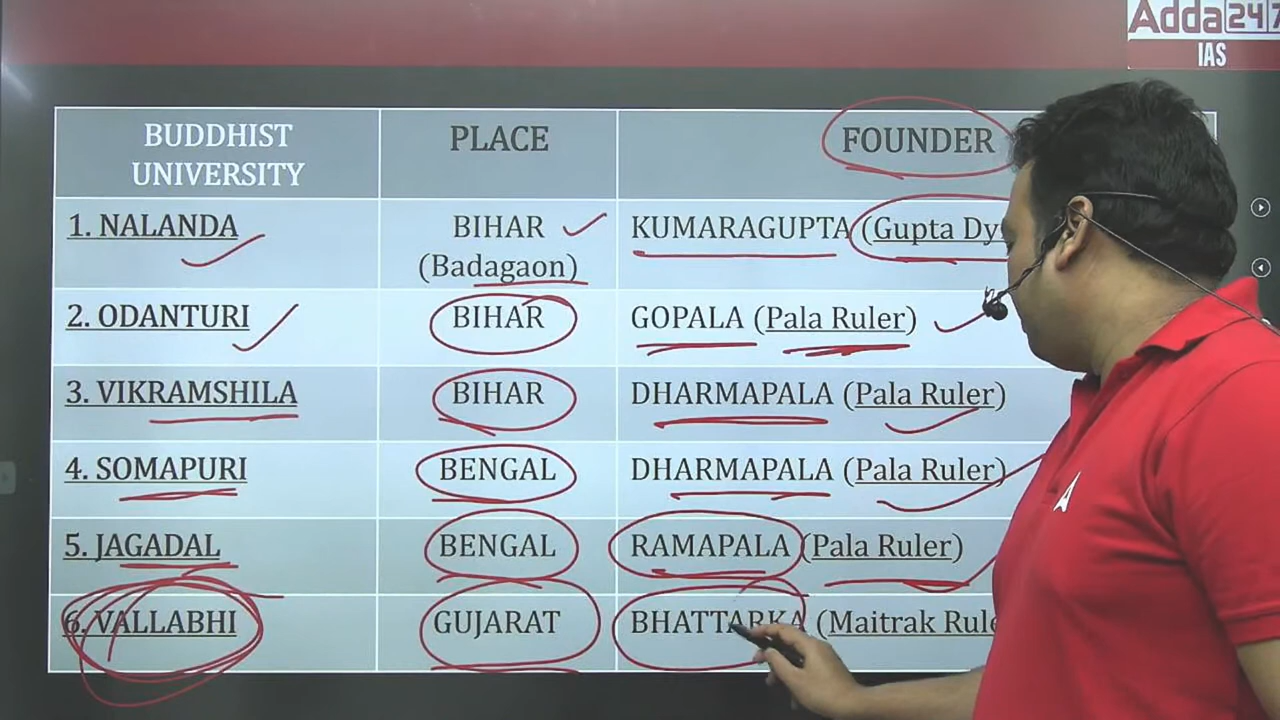 Adda247
IAS
BUDDHIST
UNIVERSITY
PLACE
FOUNDER
1. NALANDA
BIHAR
(Badagaon)
KUMARAGUPTA (Gupta Dy
2. ODANTURI
BIHAR
GOPALA (Pala Ruler)
3. VIKRAMSHILA
BIHAR
DHARMAPALA (Pala Ruler)
4. SOMAPURI
BENGAL
DHARMAPALA (Pala Ruler)
5. JAGADAL
BENGAL
RAMAPALA (Pala Ruler)
6. VALLABHI
GUJARAT
BHATTARKA (Maitrak Rule